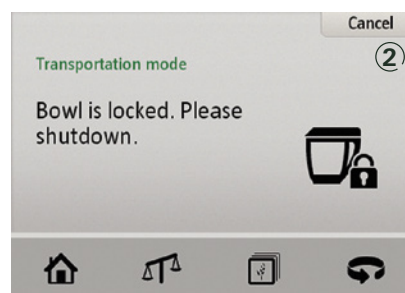 Cancel
②
Transportation mode
Bowl is locked. Please
shutdown.